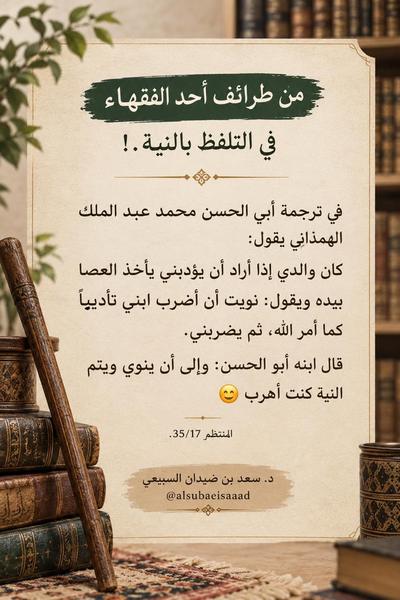 من طرائف أحد الفقهاء
في التلفظ بالنية.!
في ترجمة أبي الحسن محمد عبد الملك
الهمذاني يقول:
كان والدي إذا أراد أن يؤدبني يأخذ العصا
بيده ويقول: نويت أن أضرب ابني تأديباً
كما أمر الله، ثم يضربني.
قال ابنه أبو الحسن: وإلى أن ينوي ويتم
النية كنت أهرب 😊
المنتظم 35/17.
د. سعد بن ضيدان السبيعي
@alsubaeisaaad